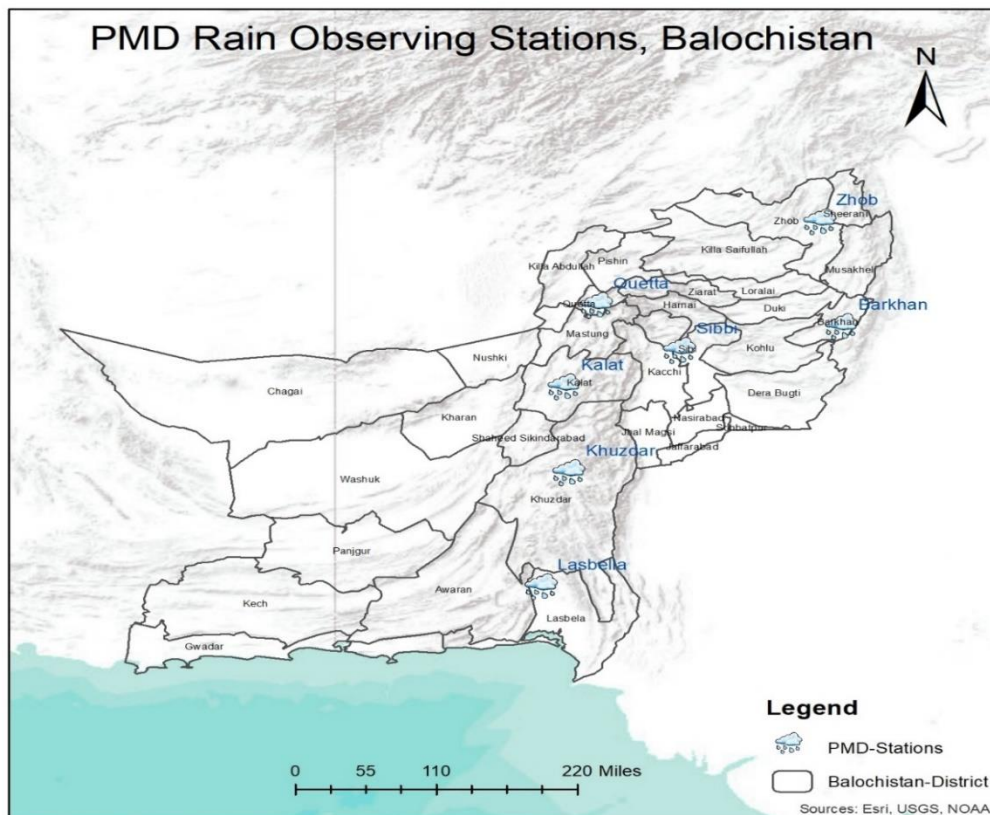 PMD Rain Observing Stations, Balochistan
N
Zhob
Zhob
Sheerani
Killa Saifullah
Musakhel
Pishin
Killa Abdullah
Quetta
Quetta
Ziarat
Loralai
Harnai
Duki
Barkhan
Barkhan
Mastung
Sibbi
Sibi
Kohlu
Nushki
Kalat
Kalat
Kacchi
Chagai
Dera Bugti
Kharan
Nasirabad
Jhal Magsi
Shaheed Sikindarabad
Jaffarabad
Khuzdar
Washuk
Khuzdar
Panjgur
Lasbella
Awaran
Kech
Lasbela
Gwadar
Legend
PMD-Stations
Balochistan-District
0 55 110 220 Miles
Sources: Esri, USGS, NOAA